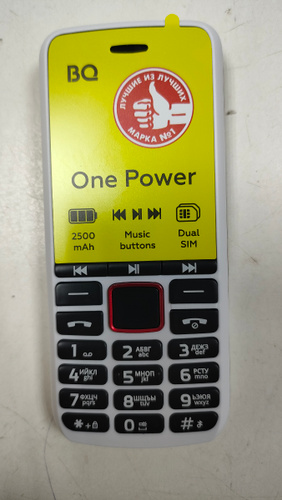 BQ
ЛУЧШИЕ ИЗ ЛУЧШИХ
МАРКА №1
One Power
2500 mAh
Music buttons
Dual SIM
1
2 АБВГ abc
3 ДЕЖЗ def
4 ИЙКЛ ghi
5 МНОП jkl
6 РСТУ mno
7 ФХЦЧ pqrs
8 ШЩЪЫ tuv
9 ЬЭЮЯ wxyz
* +
0
#